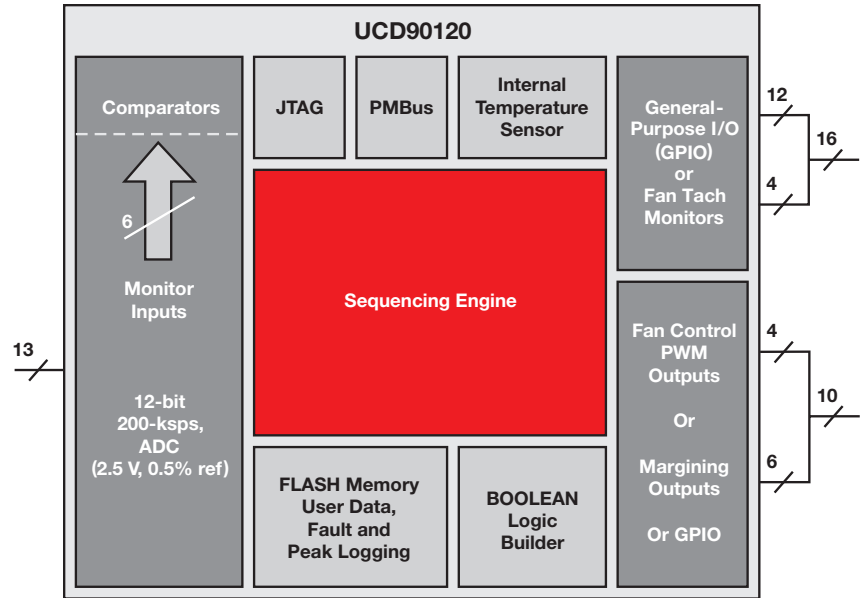 UCD90120
Comparators
6
Monitor
Inputs
12-bit
200-ksps,
ADC
(2.5 V, 0.5% ref)
13
JTAG
PMBus
Internal
Temperature
Sensor
Sequencing Engine
FLASH Memory
User Data,
Fault and
Peak Logging
BOOLEAN
Logic
Builder
General-
Purpose I/O
(GPIO)
or
Fan Tach
Monitors
12
4
16
Fan Control
PWM
Outputs
Or
Margining
Outputs
Or GPIO
4
6
10